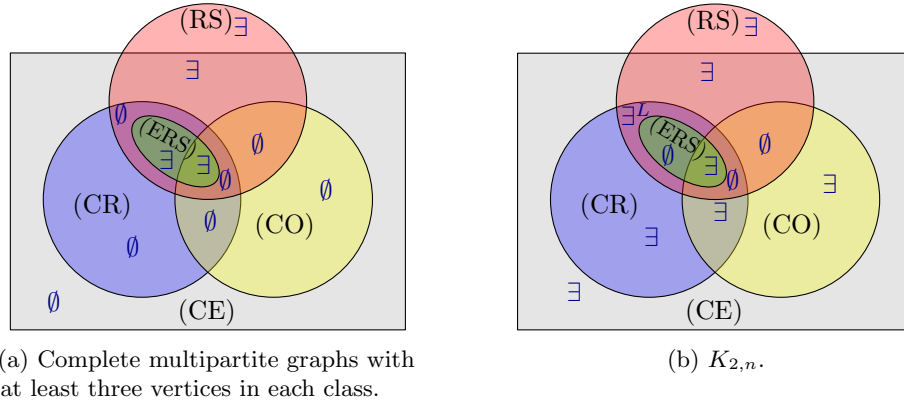 (RS) ∃
∃
∅
(ERS)
∅
∃ ∃
∅
∅
(CR)
∅
(CO)
∅
∅
(CE)
(a) Complete multipartite graphs with
at least three vertices in each class.
(RS) ∃
∃
∃L
(ERS)
∅
∅ ∃
∅
∃
(CR)
∃
(CO)
∃
∃
(CE)
(b) K2,n.